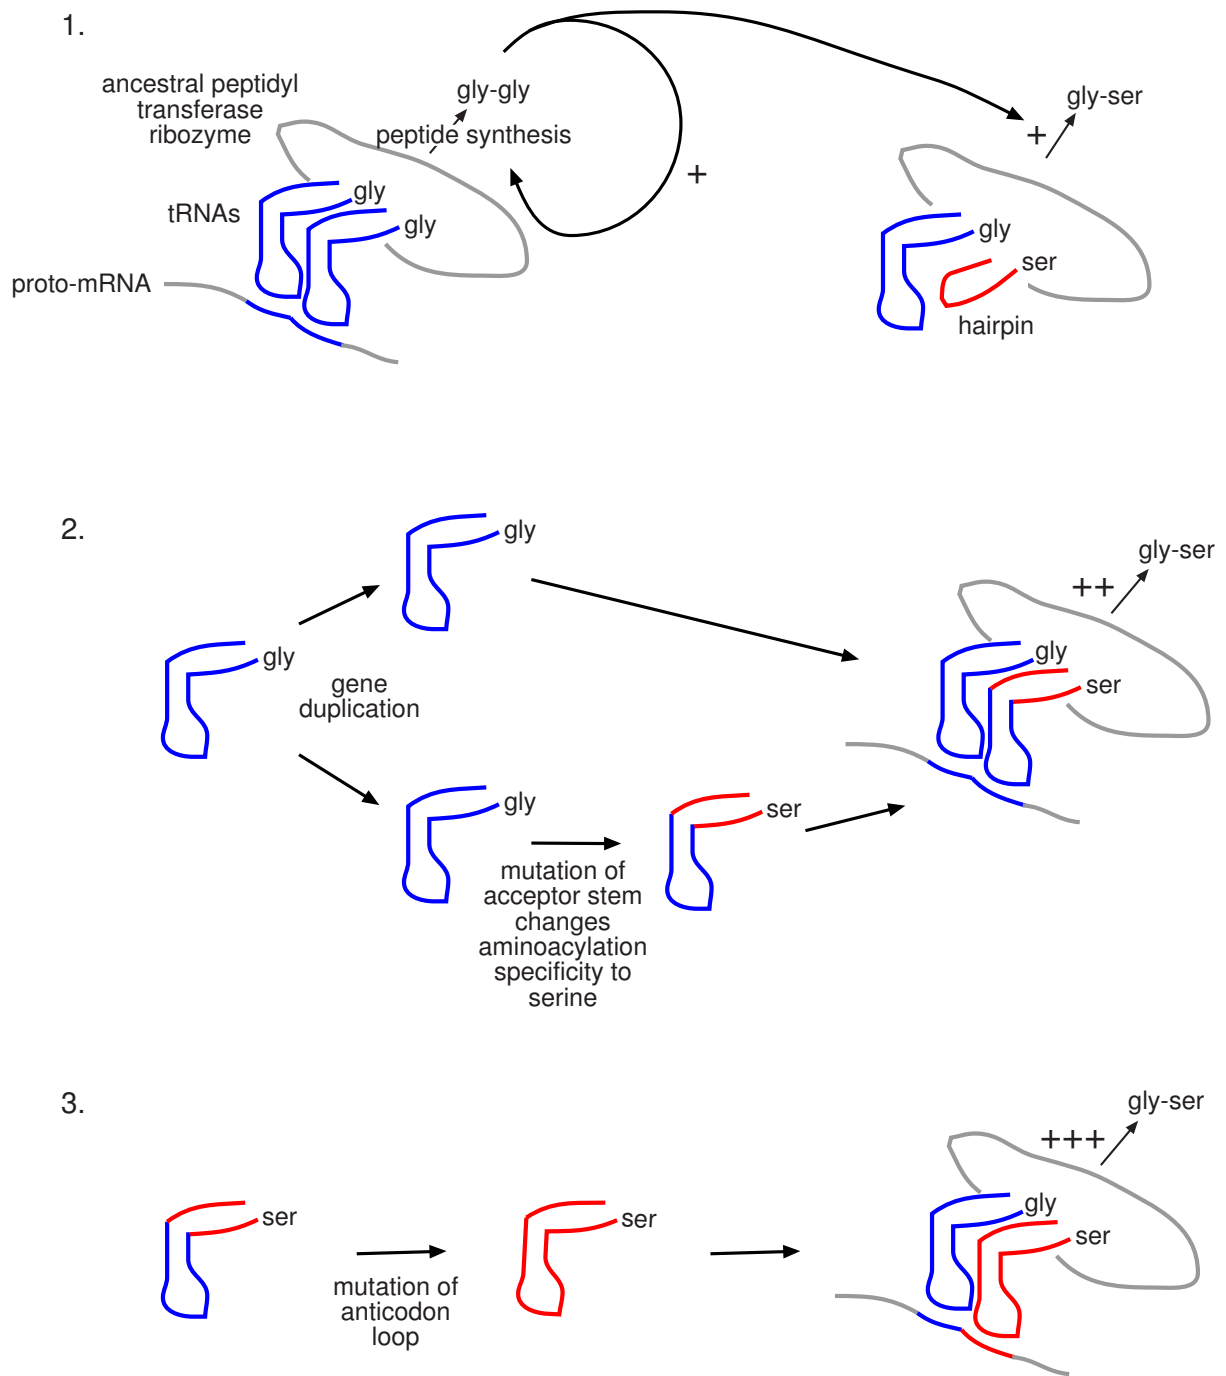 1.
ancestral peptidyl
transferase
ribozyme
gly-gly
peptide synthesis
+
gly-ser
+
tRNAs
gly
gly
proto-mRNA
gly
ser
hairpin
2.
gly
gly
gene
duplication
gly
mutation of
acceptor stem
changes
aminoacylation
specificity to
serine
ser
gly-ser
++
gly
ser
3.
ser
mutation of
anticodon
loop
ser
gly-ser
+++
gly
ser